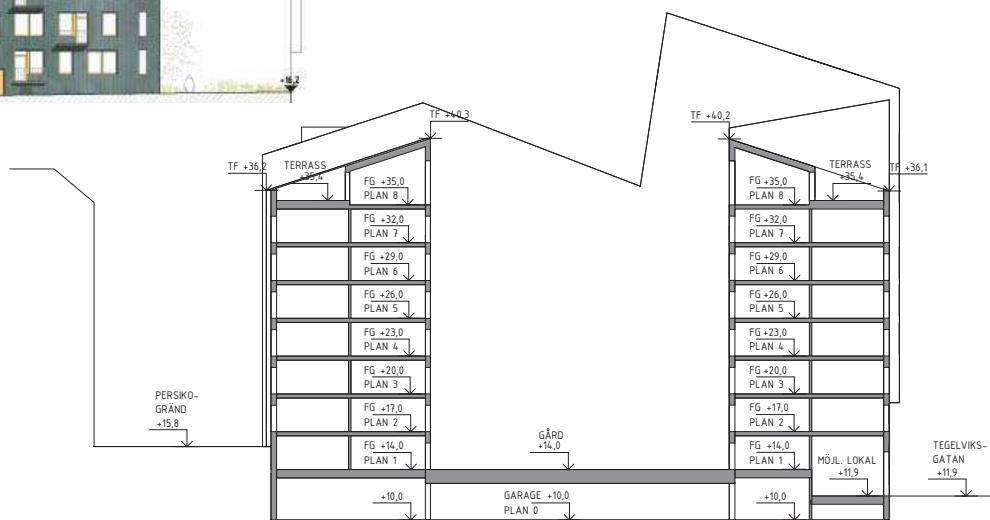 +16,2
TF +40,3
TF +40,2
TF +36,2
TERRASS
+35,4
TERRASS
+35,4
TF +36,1
FG +35,0
PLAN 8
FG +35,0
PLAN 8
FG +32,0
PLAN 7
FG +32,0
PLAN 7
FG +29,0
PLAN 6
FG +29,0
PLAN 6
FG +26,0
PLAN 5
FG +26,0
PLAN 5
FG +23,0
PLAN 4
FG +23,0
PLAN 4
FG +20,0
PLAN 3
FG +20,0
PLAN 3
PERSIKO-
GRÄND
+15,8
FG +17,0
PLAN 2
FG +17,0
PLAN 2
FG +14,0
PLAN 1
GÅRD
+14,0
FG +14,0
PLAN 1
MÖJL. LOKAL
+11,9
TEGELVIKS-
GATAN
+11,9
+10,0
GARAGE +10,0
PLAN 0
+10,0